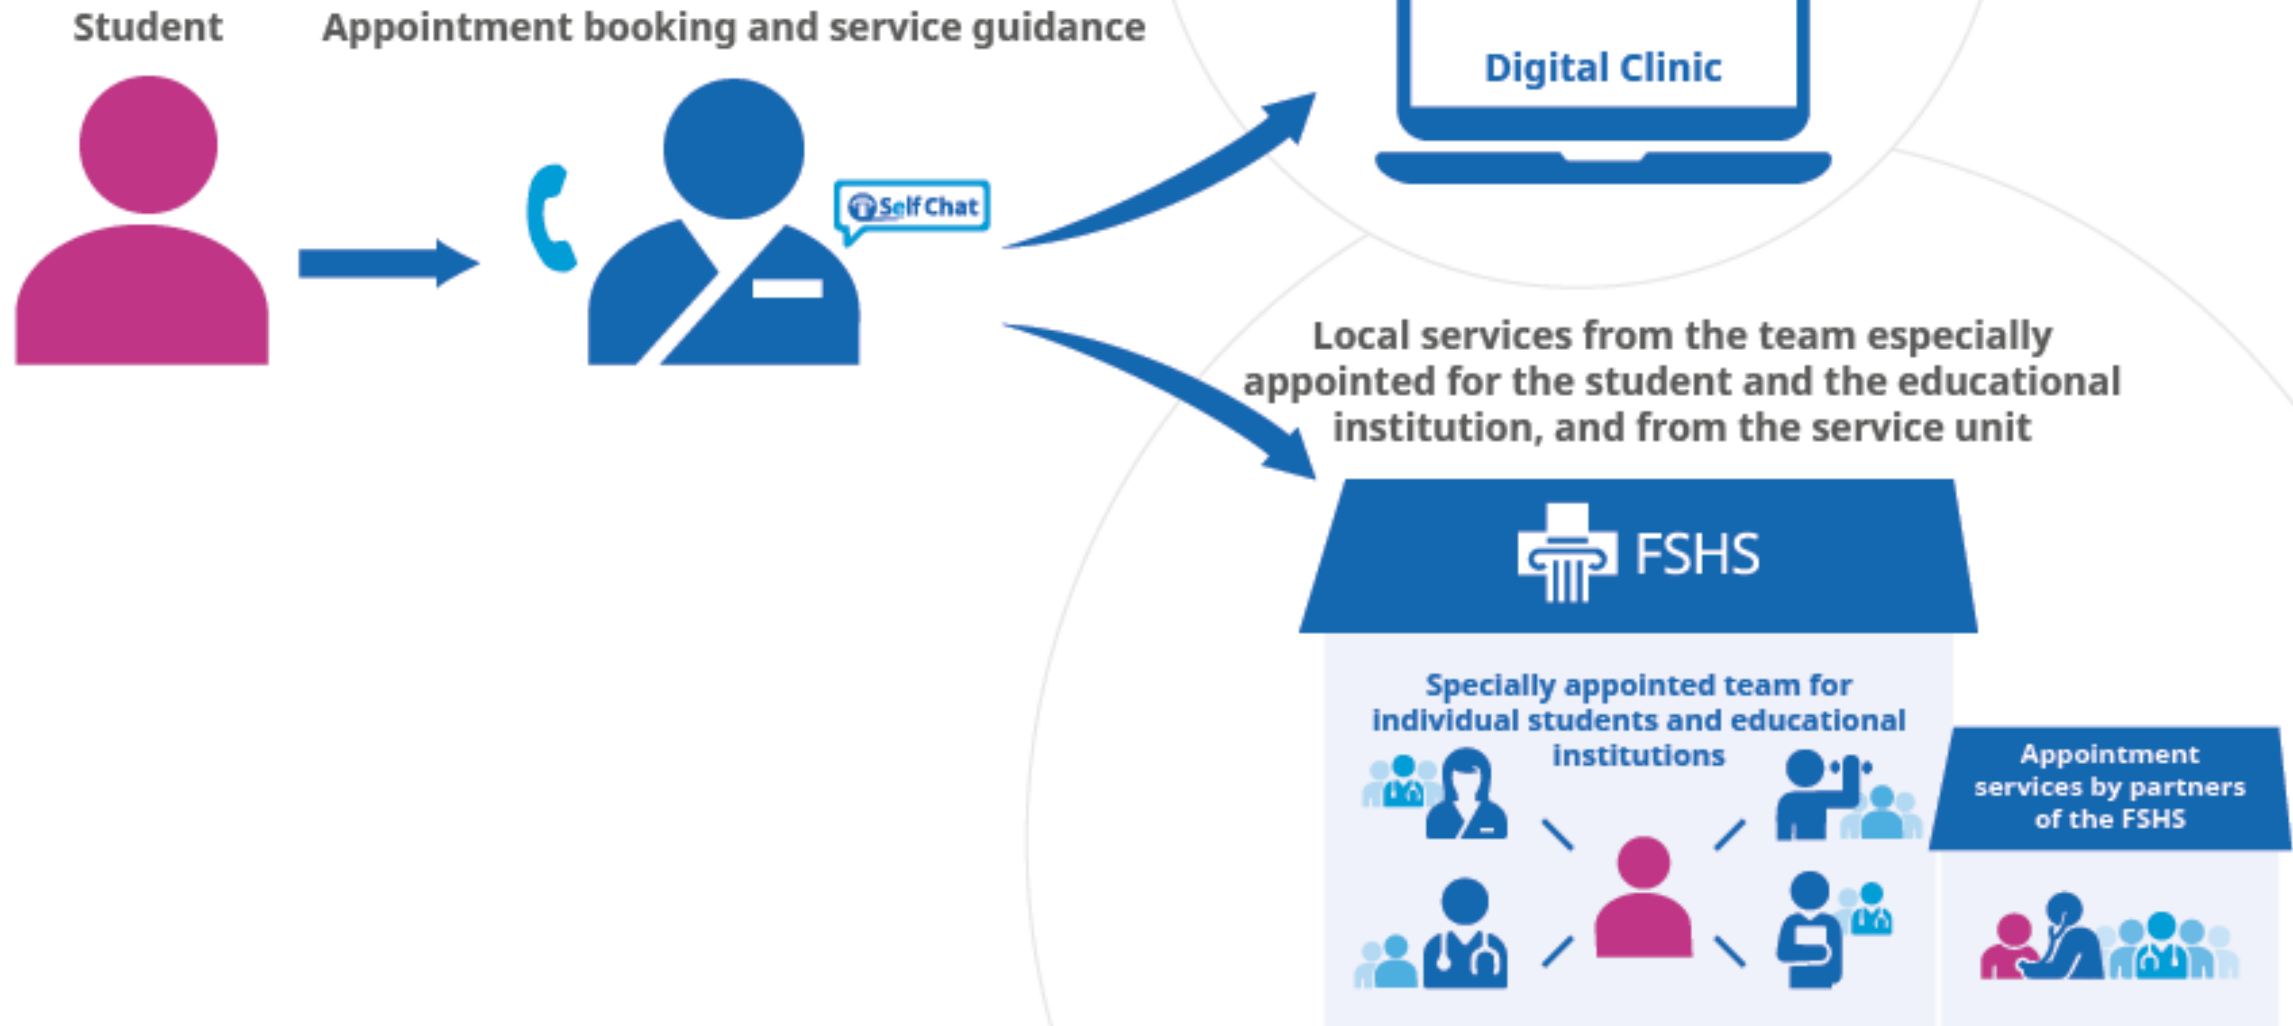 Student
Appointment booking and service guidance
Digital Clinic
Self Chat
Local services from the team especially
appointed for the student and the educational
institution, and from the service unit
FSHS
Specially appointed team for
individual students and educational
institutions
Appointment
services by partners
of the FSHS